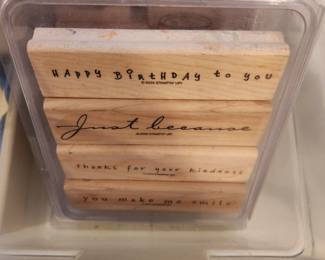 HAPPY BirtHDAY to you
Just because
thanks for your kindness
you make me smile